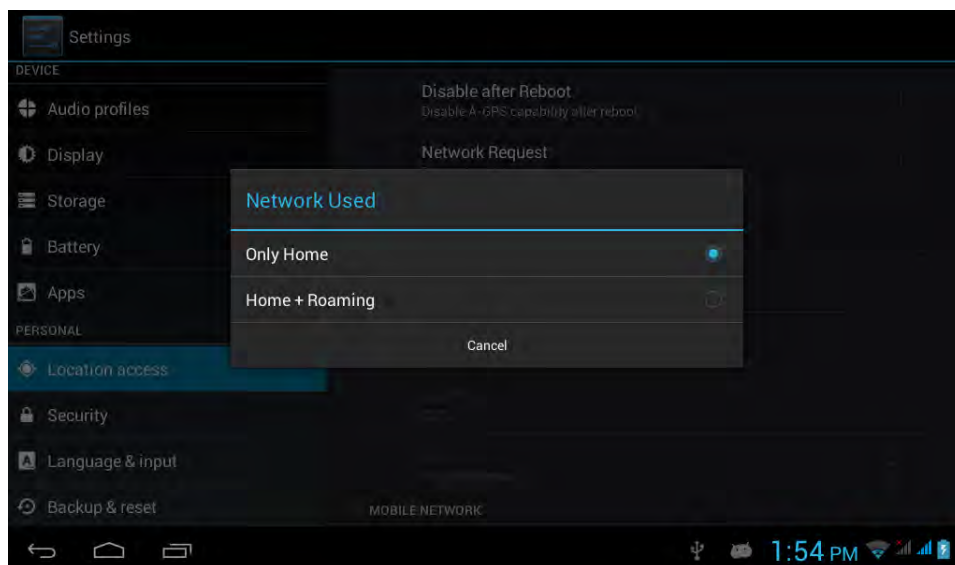 Settings
DEVICE
Audio profiles
Display
Storage
Battery
Apps
PERSONAL
Location access
Security
Language & input
Backup & reset
Disable after Reboot
Disable A-GPS capability after reboot
Network Request
Network Used
Only Home
Home + Roaming
Cancel
MOBILE NETWORK
1:54 PM